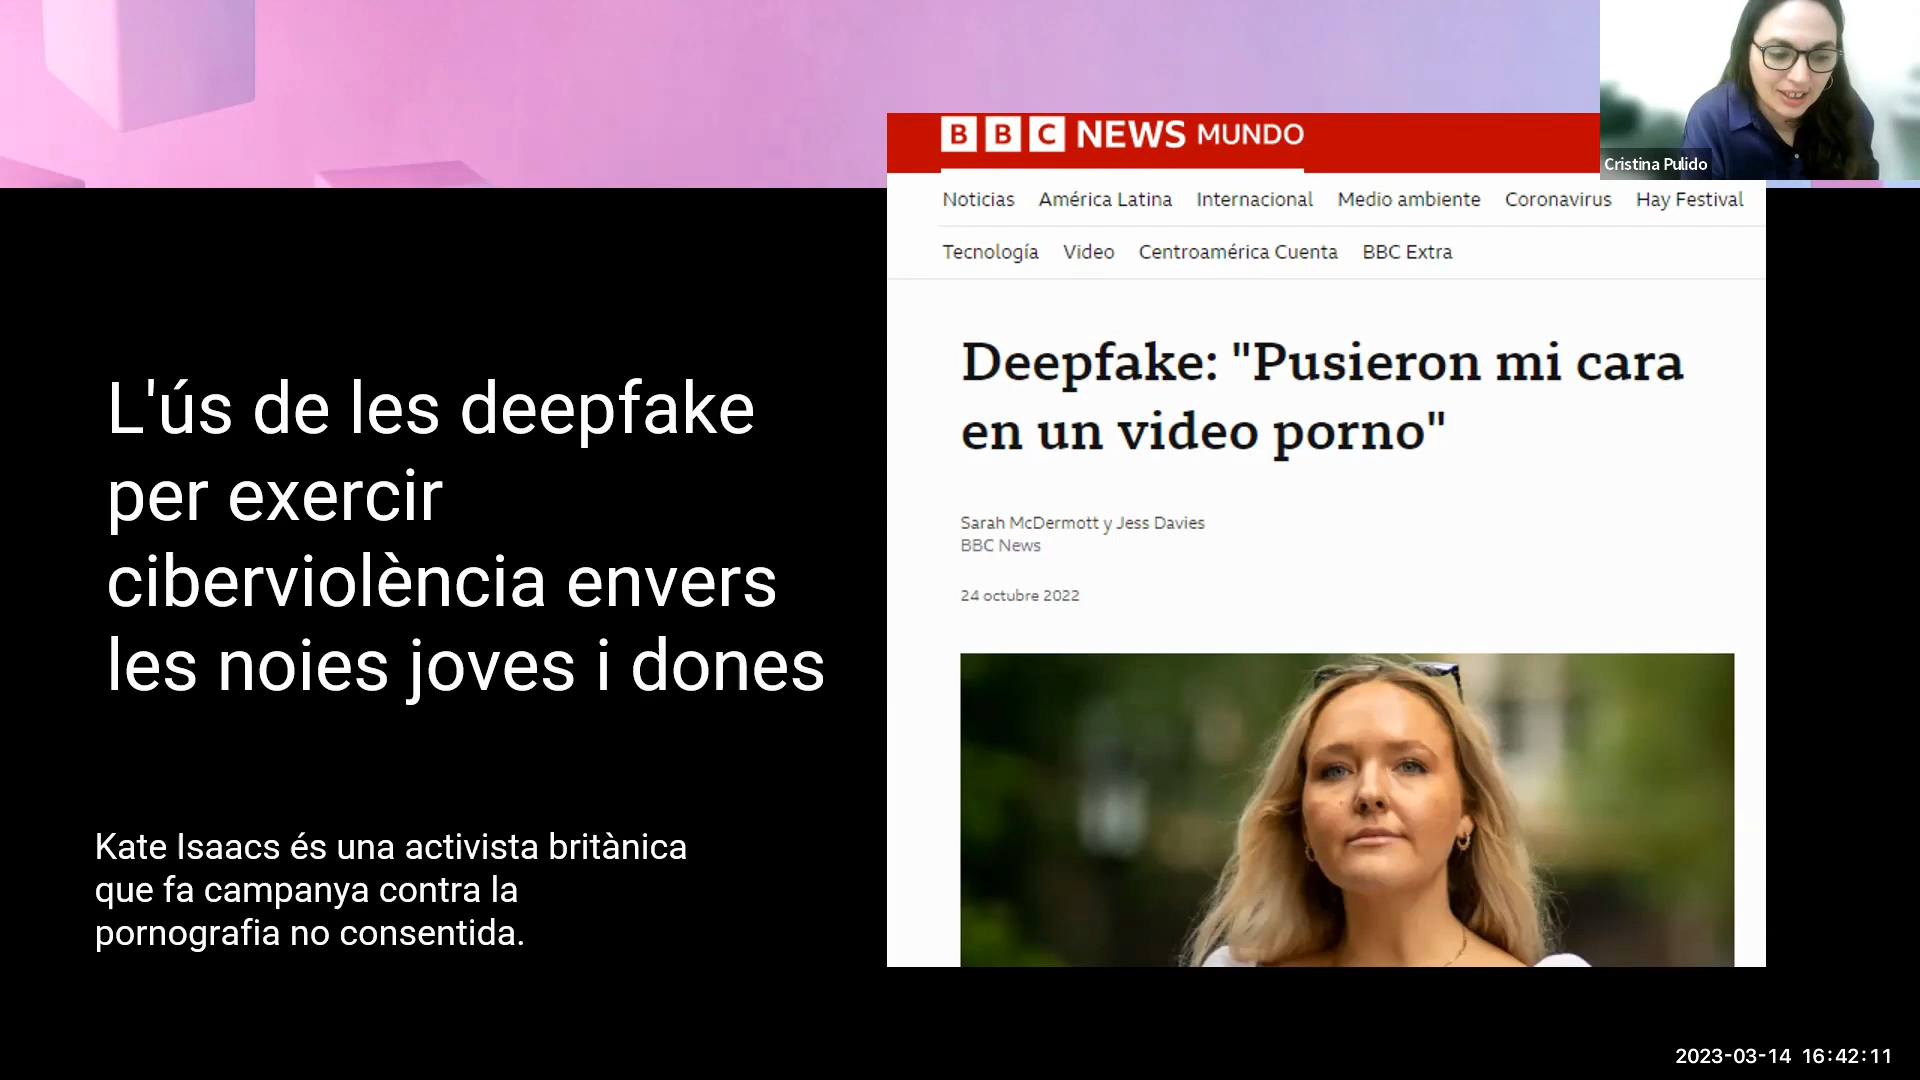 L'ús de les deepfake
per exercir
ciberviolència envers
les noies joves i dones
Kate Isaacs és una activista britànica
que fa campanya contra la
pornografia no consentida.
BBC NEWS MUNDO
Noticias América Latina Internacional Medio ambiente Coronavirus Hay Festival
Tecnología Video Centroamérica Cuenta BBC Extra
Deepfake: "Pusieron mi cara
en un video porno"
Sarah McDermott y Jess Davies
BBC News
24 octubre 2022
Cristina Pulido
2023-03-14 16:42:11